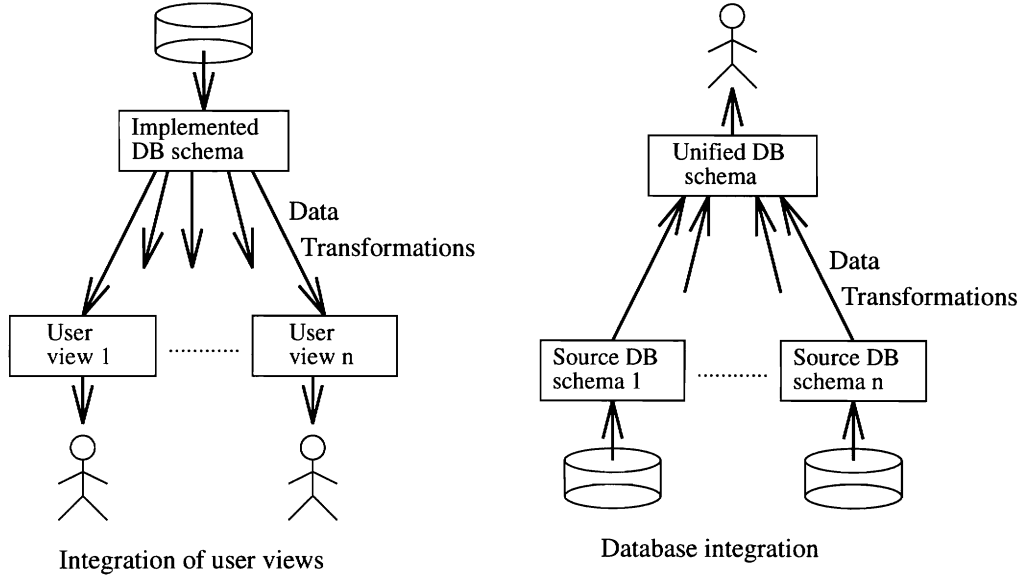 Implemented
DB schema
Data
Transformations
User
view 1
...........
User
view n
Integration of user views
Unified DB
schema
Data
Transformations
Source DB
schema 1
...........
Source DB
schema n
Database integration